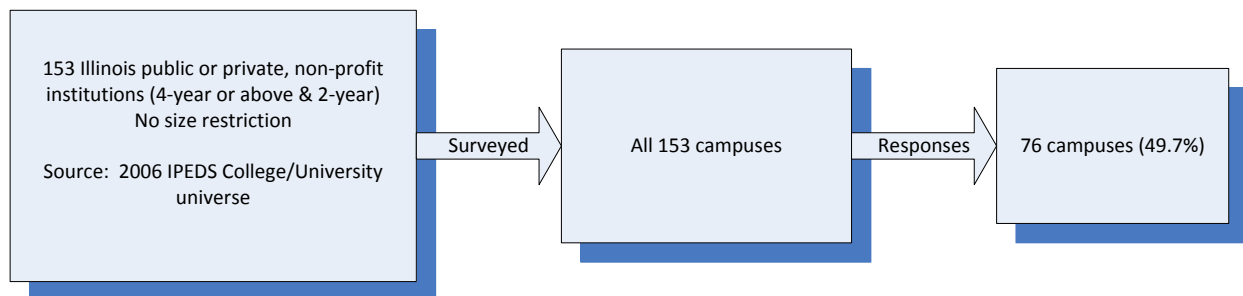 153 Illinois public or private, non-profit
institutions (4-year or above & 2-year)
No size restriction
Source:  2006 IPEDS College/University
universe
Surveyed
All 153 campuses
Responses
76 campuses (49.7%)